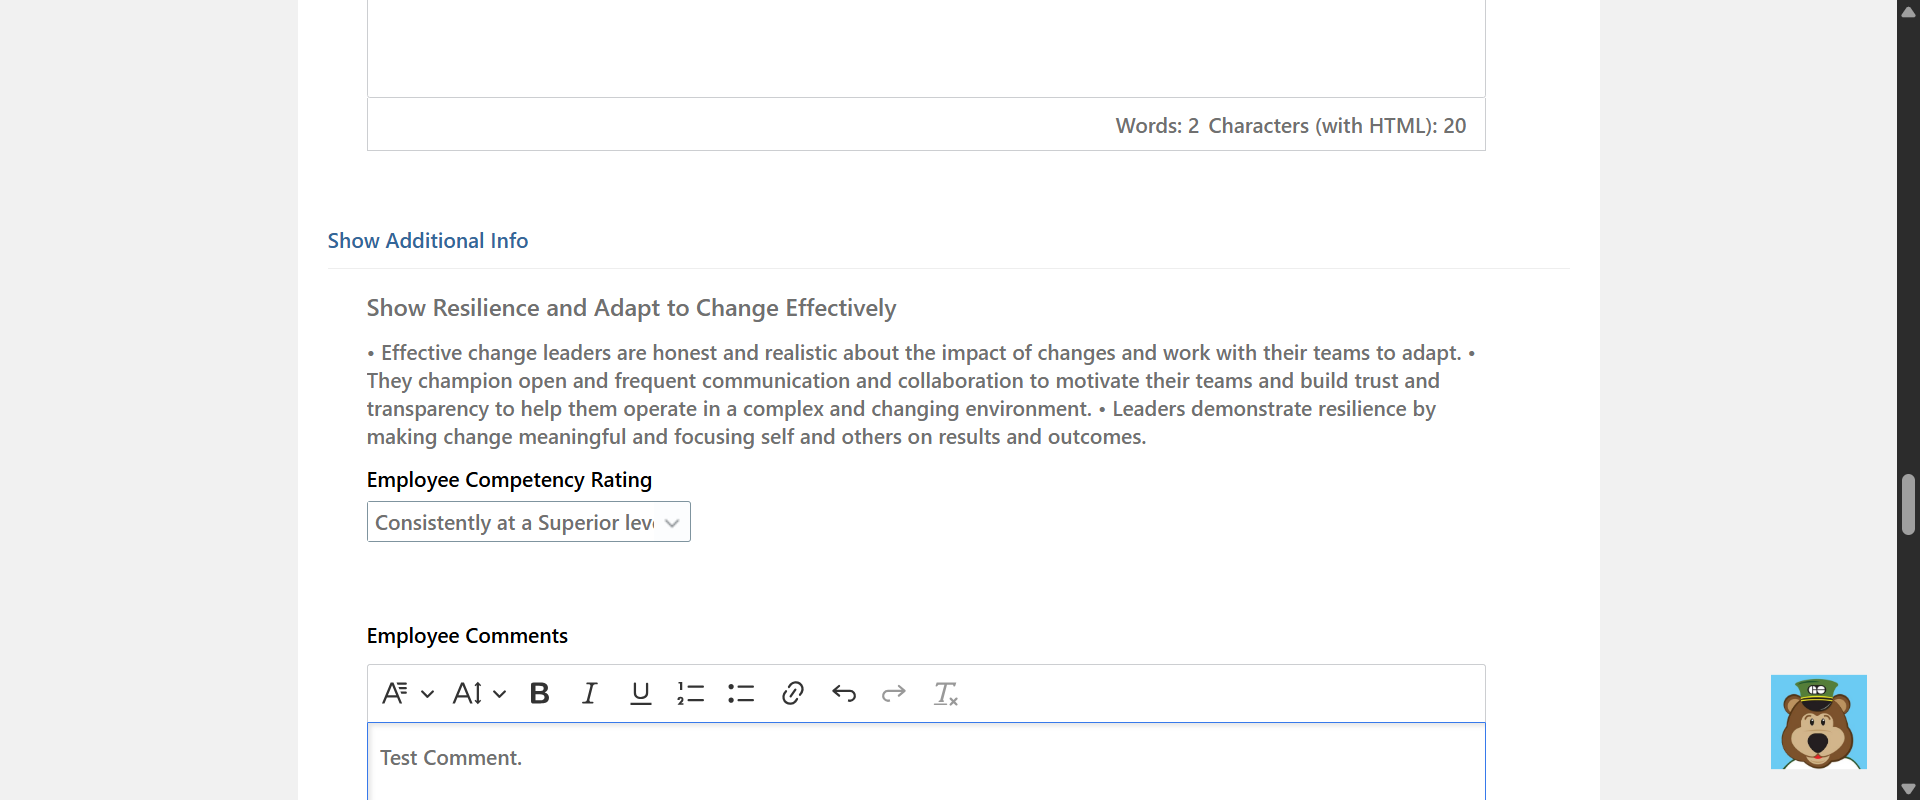 Words: 2 Characters (with HTML): 20
Show Additional Info
Show Resilience and Adapt to Change Effectively
• Effective change leaders are honest and realistic about the impact of changes and work with their teams to adapt. •
They champion open and frequent communication and collaboration to motivate their teams and build trust and
transparency to help them operate in a complex and changing environment. • Leaders demonstrate resilience by
making change meaningful and focusing self and others on results and outcomes.
Employee Competency Rating
Consistently at a Superior leve
Employee Comments
Test Comment.